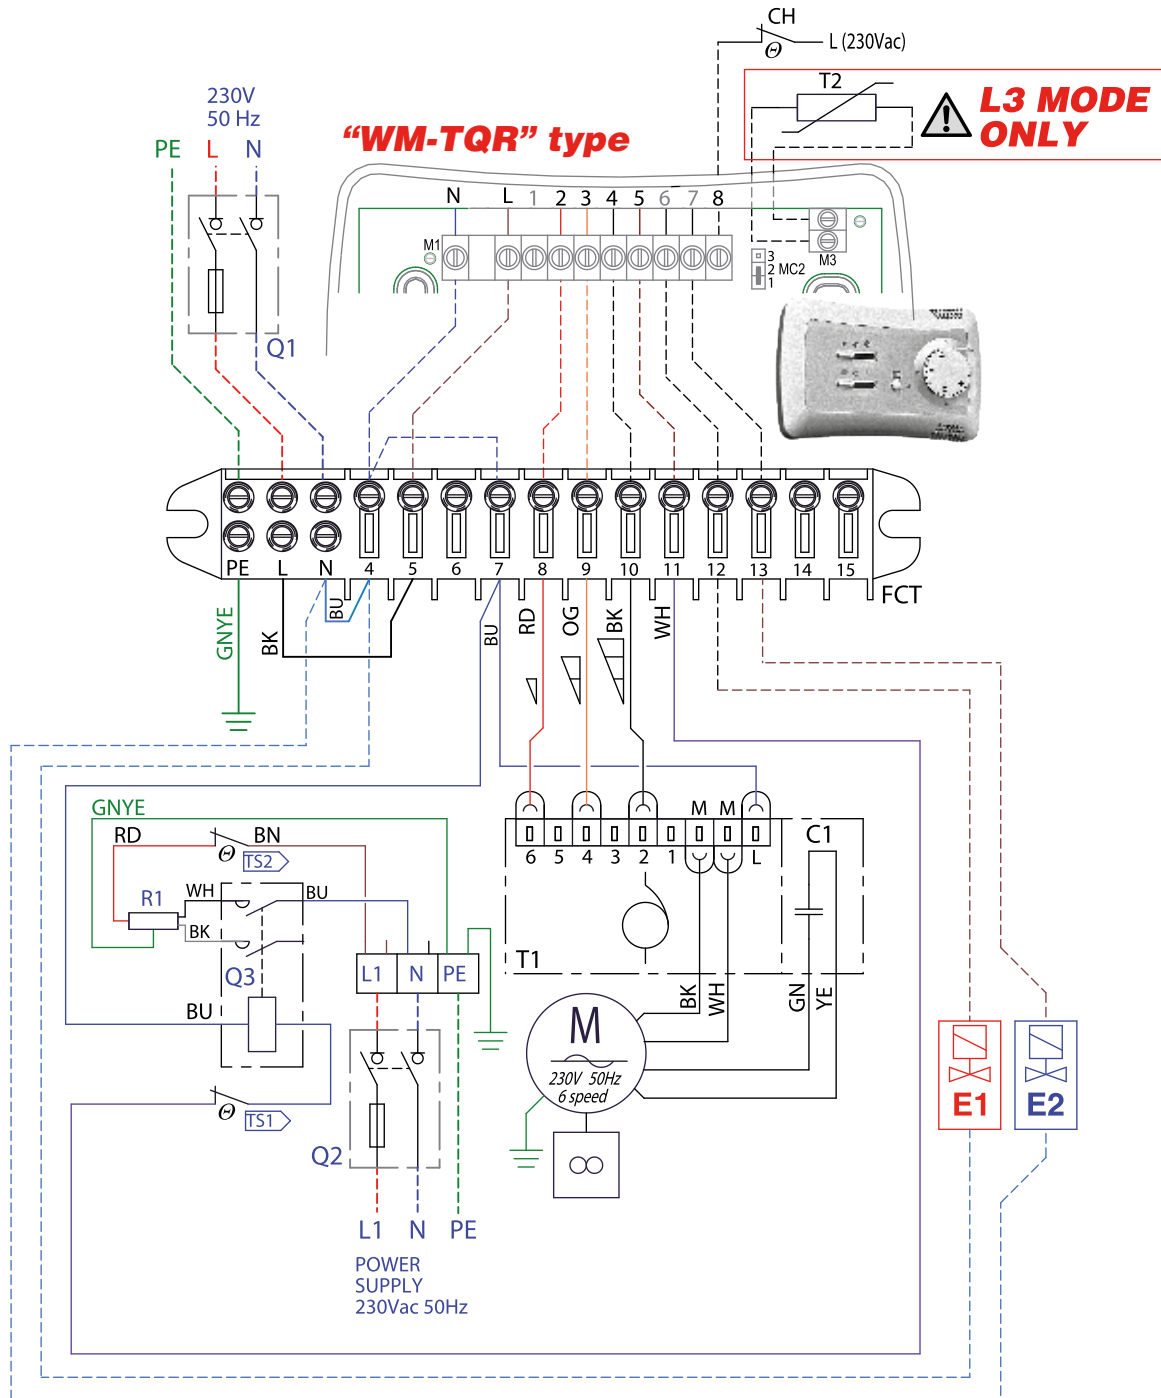 CH
L (230Vac)
T2
L3 MODE
ONLY
230V
50 Hz
PE L N
“WM-TQR” type
N L 1 2 3 4 5 6 7 8
M1
3
2 MC2
1
M3
Q1
PE L N 4 5 6 7 8 9 10 11 12 13 14 15
FCT
GNYE
BK
BU
BU
RD
OG
BK
WH
GNYE
RD
BN
TS2
R1
WH
BU
BK
Q3
BU
TS1
L1 N PE
Q2
L1 N PE
POWER
SUPPLY
230Vac 50Hz
M M
6 5 4 3 2 1 L
C1
T1
BK
WH
GN
YE
M
230V 50Hz
6 speed
E1
E2